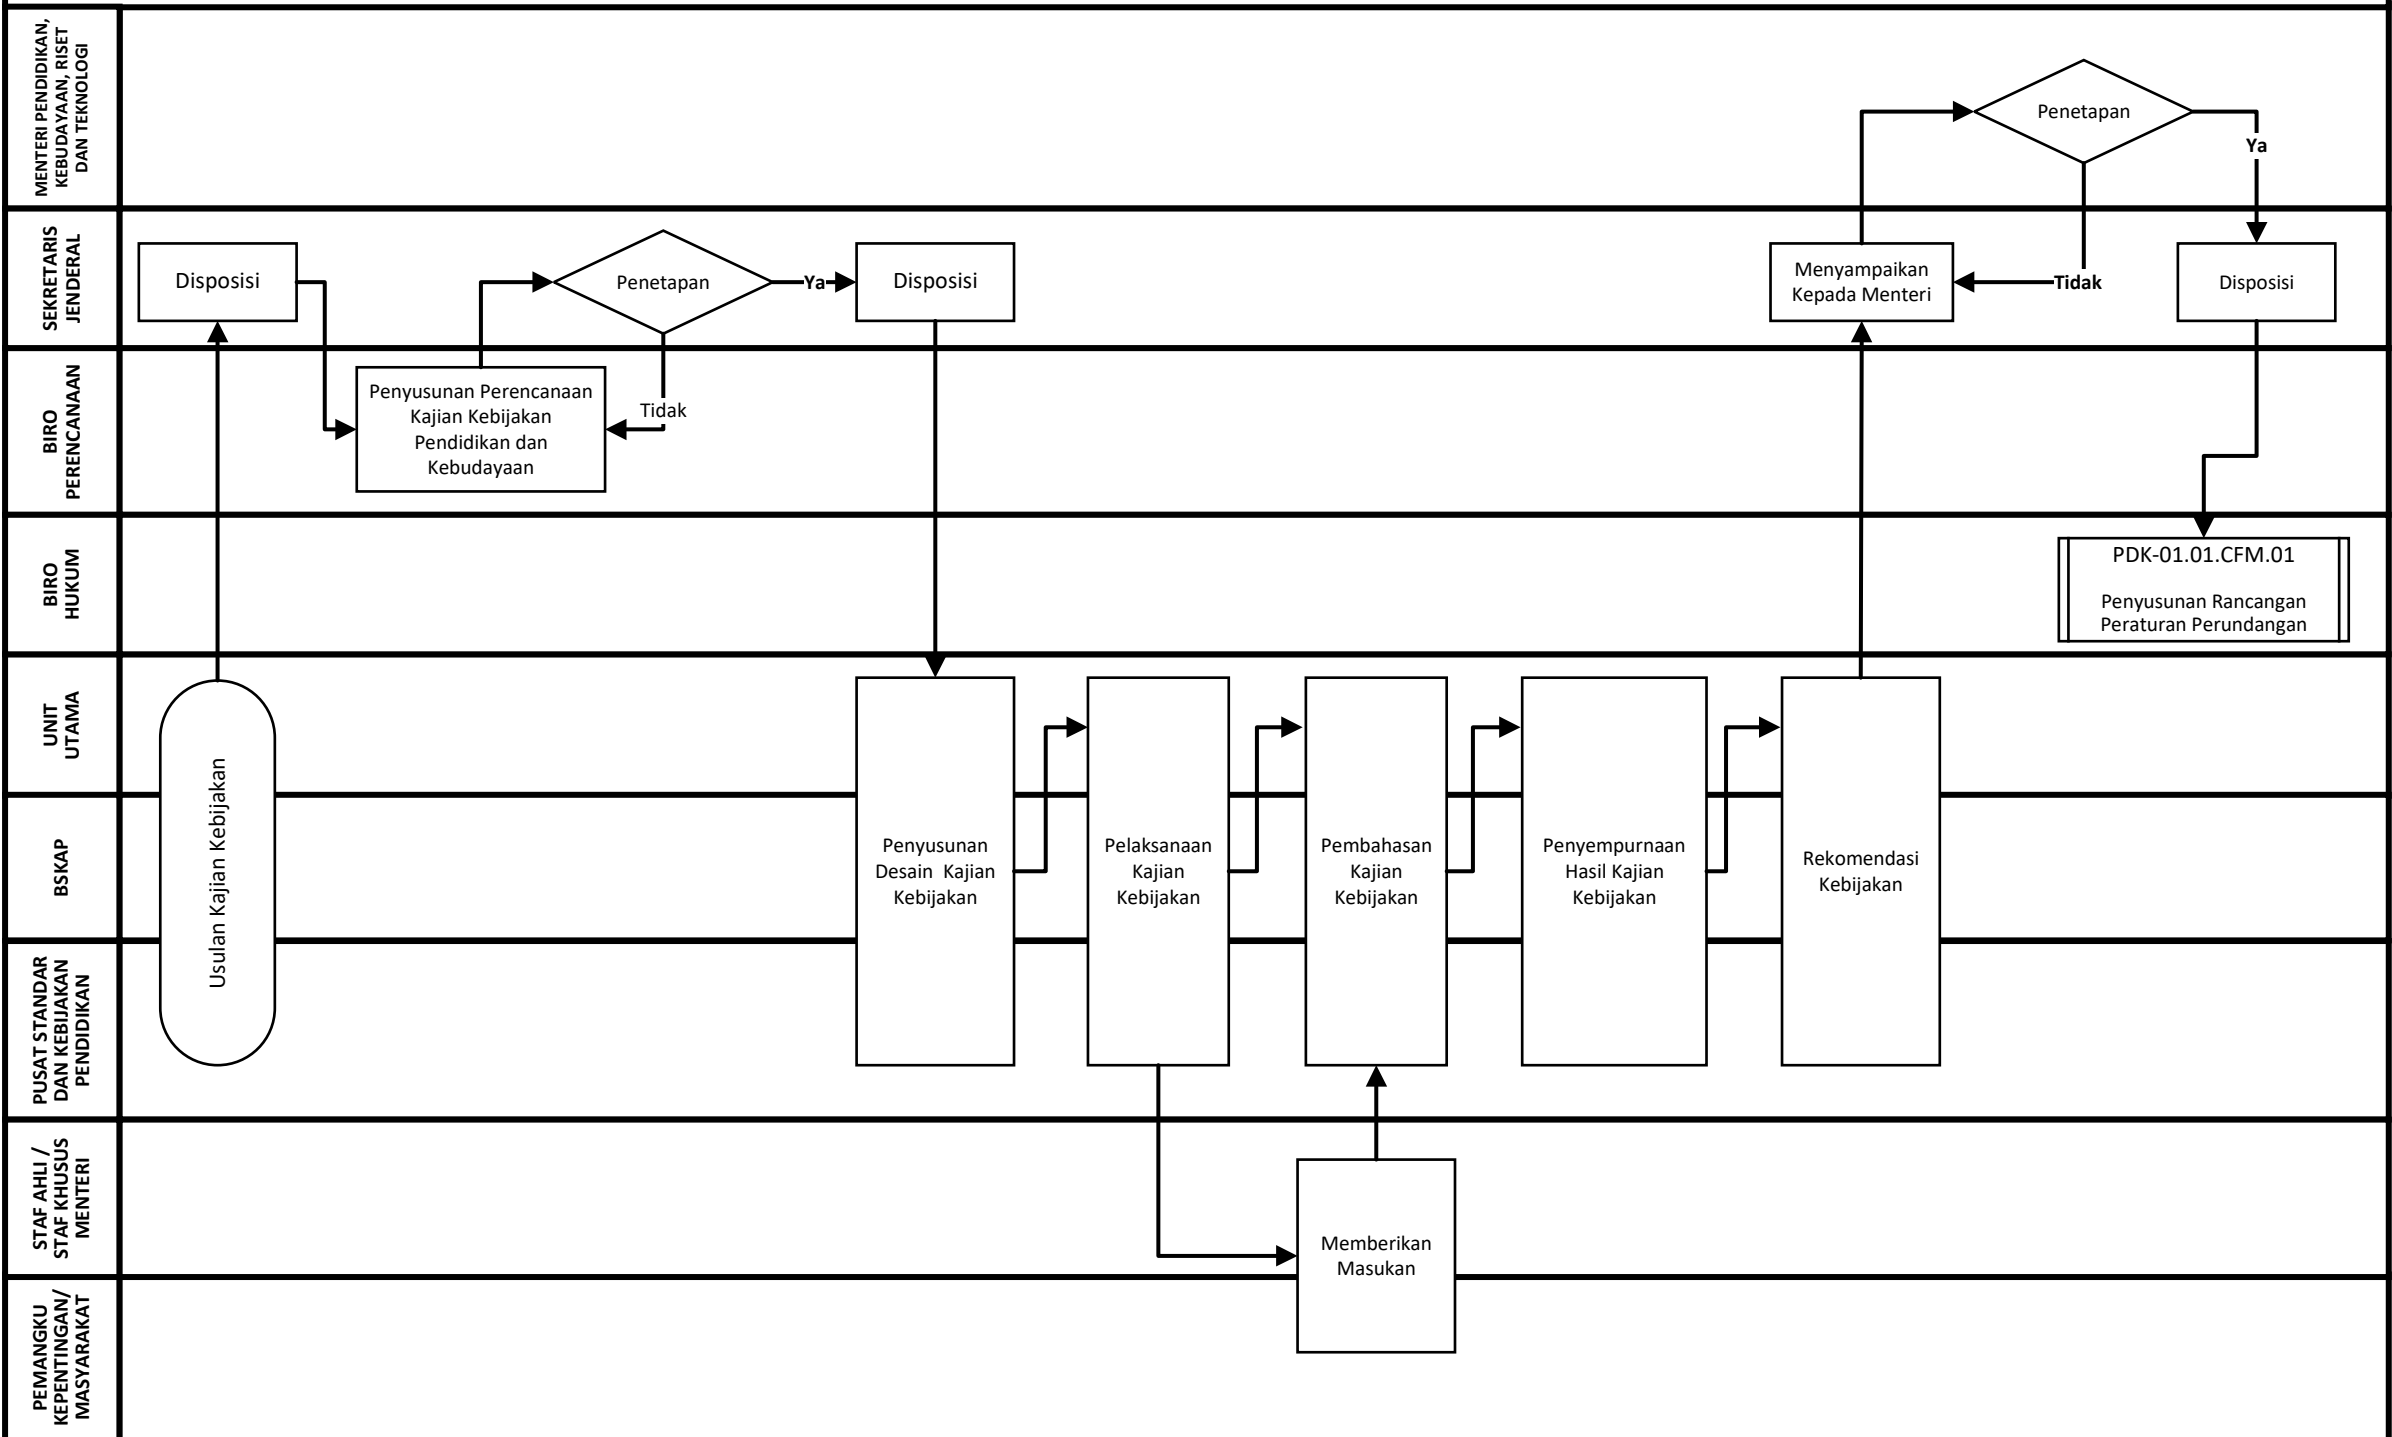 MENTERI PENDIDIKAN,
KEBUDAYAAN, RISET
DAN TEKNOLOGI
Penetapan
Ya
SEKRETARIS
JENDERAL
Disposisi
Penetapan
Ya
Disposisi
Menyampaikan
Kepada Menteri
Tidak
Disposisi
BIRO
PERENCANAAN
Penyusunan Perencanaan
Kajian Kebijakan
Pendidikan dan
Kebudayaan
Tidak
BIRO
HUKUM
PDK-01.01.CFM.01
Penyusunan Rancangan
Peraturan Perundangan
UNIT
UTAMA
BSKAP
PUSAT STANDAR
DAN KEBIJAKAN
PENDIDIKAN
Usulan Kajian Kebijakan
Penyusunan
Desain  Kajian
Kebijakan
Pelaksanaan
Kajian
Kebijakan
Pembahasan
Kajian
Kebijakan
Penyempurnaan
Hasil Kajian
Kebijakan
Rekomendasi
Kebijakan
STAF AHLI /
STAF KHUSUS
MENTERI
Memberikan
Masukan
PEMANGKU
KEPENTINGAN/
MASYARAKAT